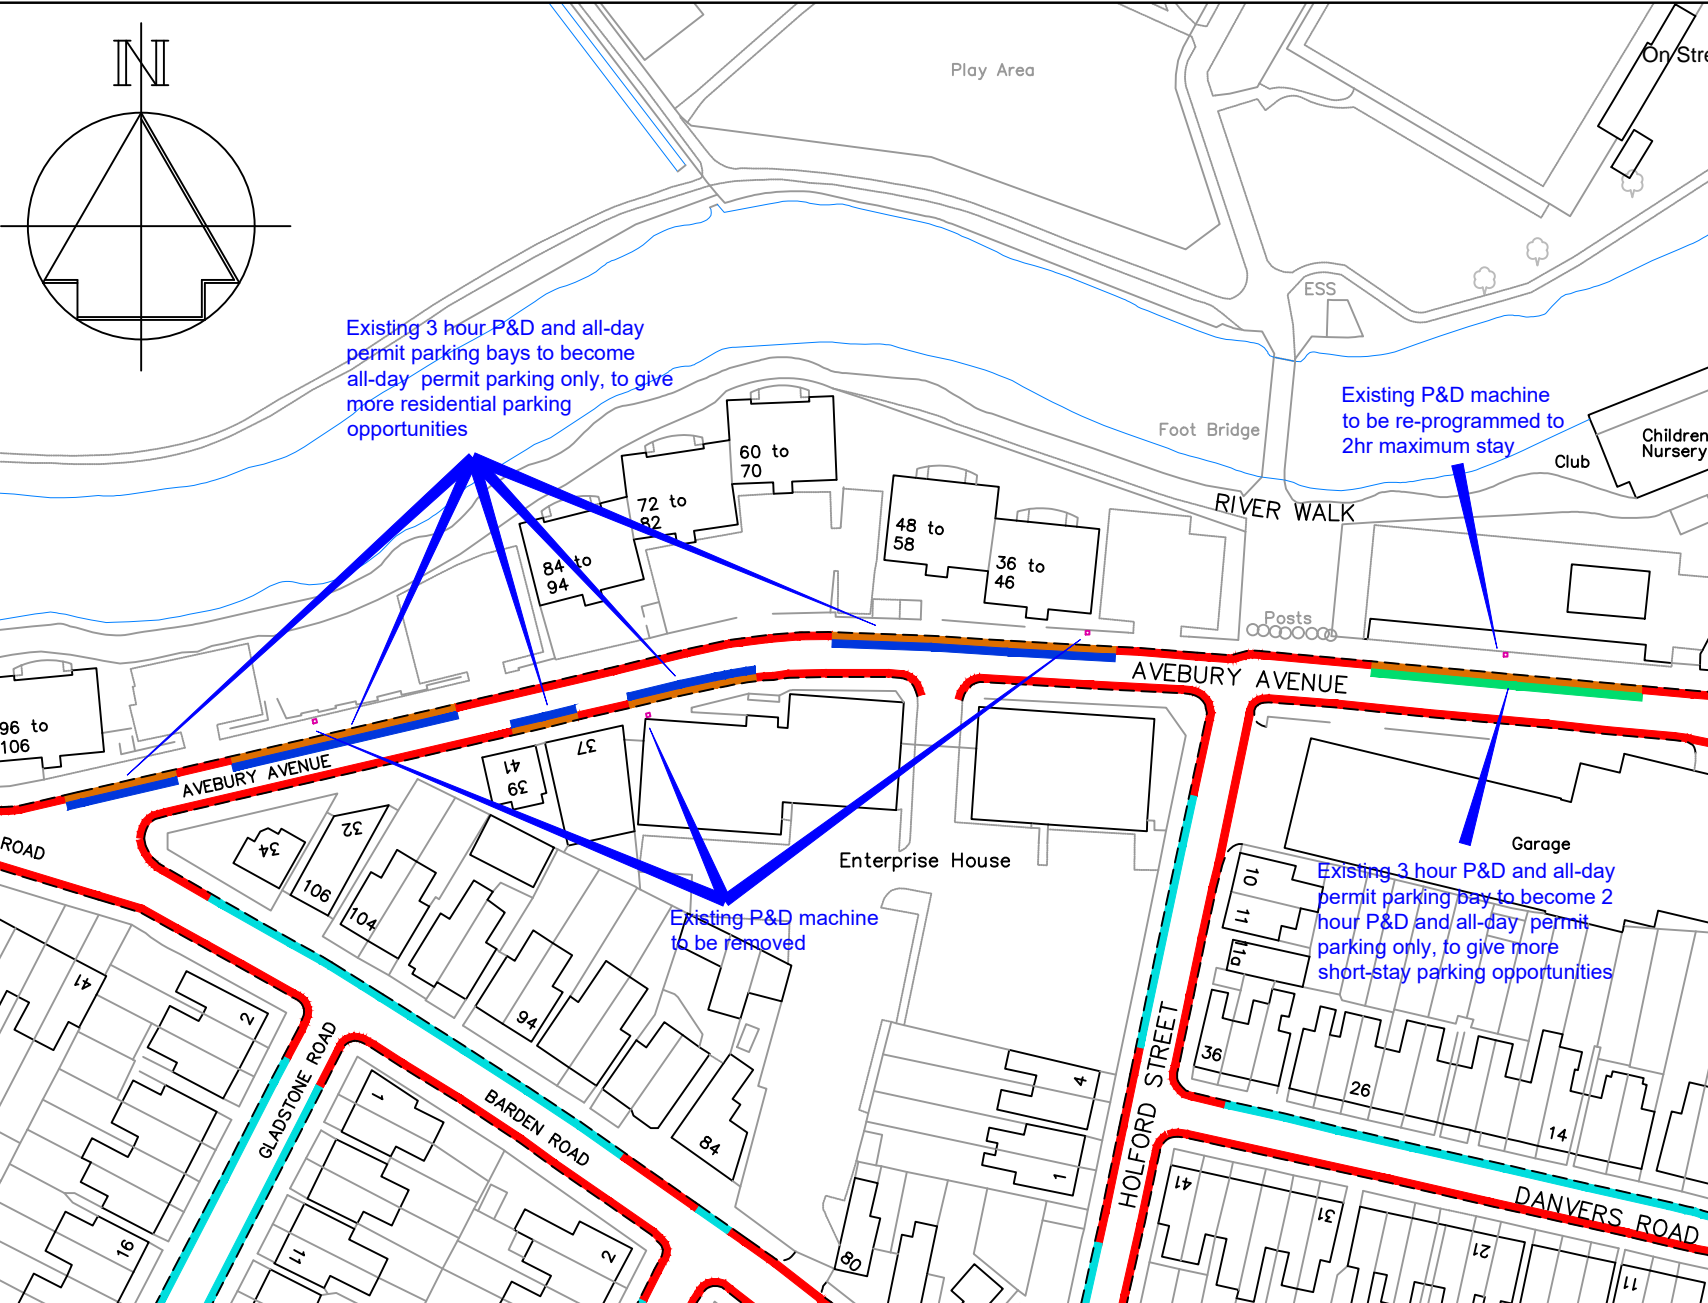 N
Play Area
On Stre
ESS
Existing 3 hour P&D and all-day
permit parking bays to become
all-day permit parking only, to give
more residential parking
opportunities
Existing P&D machine
to be re-programmed to
2hr maximum stay
Foot Bridge
Club
Children
Nursery
RIVER WALK
60 to
70
72 to
82
84 to
94
48 to
58
36 to
46
Posts
96 to
106
AVEBURY AVENUE
AVEBURY AVENUE
37
41
39
ROAD
34
32
106
104
94
84
80
Enterprise House
Garage
Existing P&D machine
to be removed
Existing 3 hour P&D and all-day
permit parking bay to become 2
hour P&D and all-day permit
parking only, to give more
short-stay parking opportunities
10
11
11a
36
26
14
41
2
GLADSTONE ROAD
BARDEN ROAD
1
16
11
2
4
1
HOLFORD STREET
DANVERS ROAD
41
31
21
11